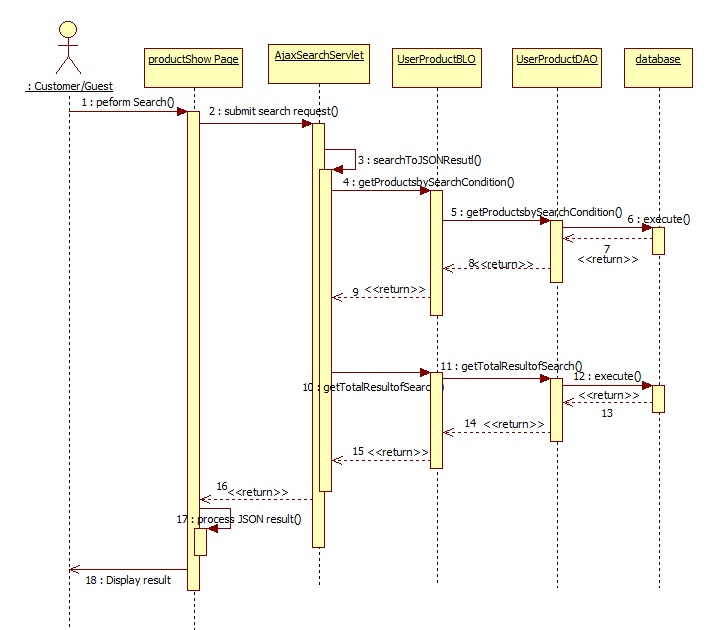 : Customer/Guest
productShow Page
AjaxSearchServlet
UserProductBLO
UserProductDAO
database
1 : peform Search()
2 : submit search request()
3 : searchToJSONResutl()
4 : getProductsbySearchCondition()
5 : getProductsbySearchCondition()
6 : execute()
7
<<return>>
8
<<return>>
9
<<return>>
10 : getTotalResultofSearch()
11 : getTotalResultofSearch()
12 : execute()
<<return>>
13
14
<<return>>
15
<<return>>
16
<<return>>
17 : process JSON result()
18 : Display result